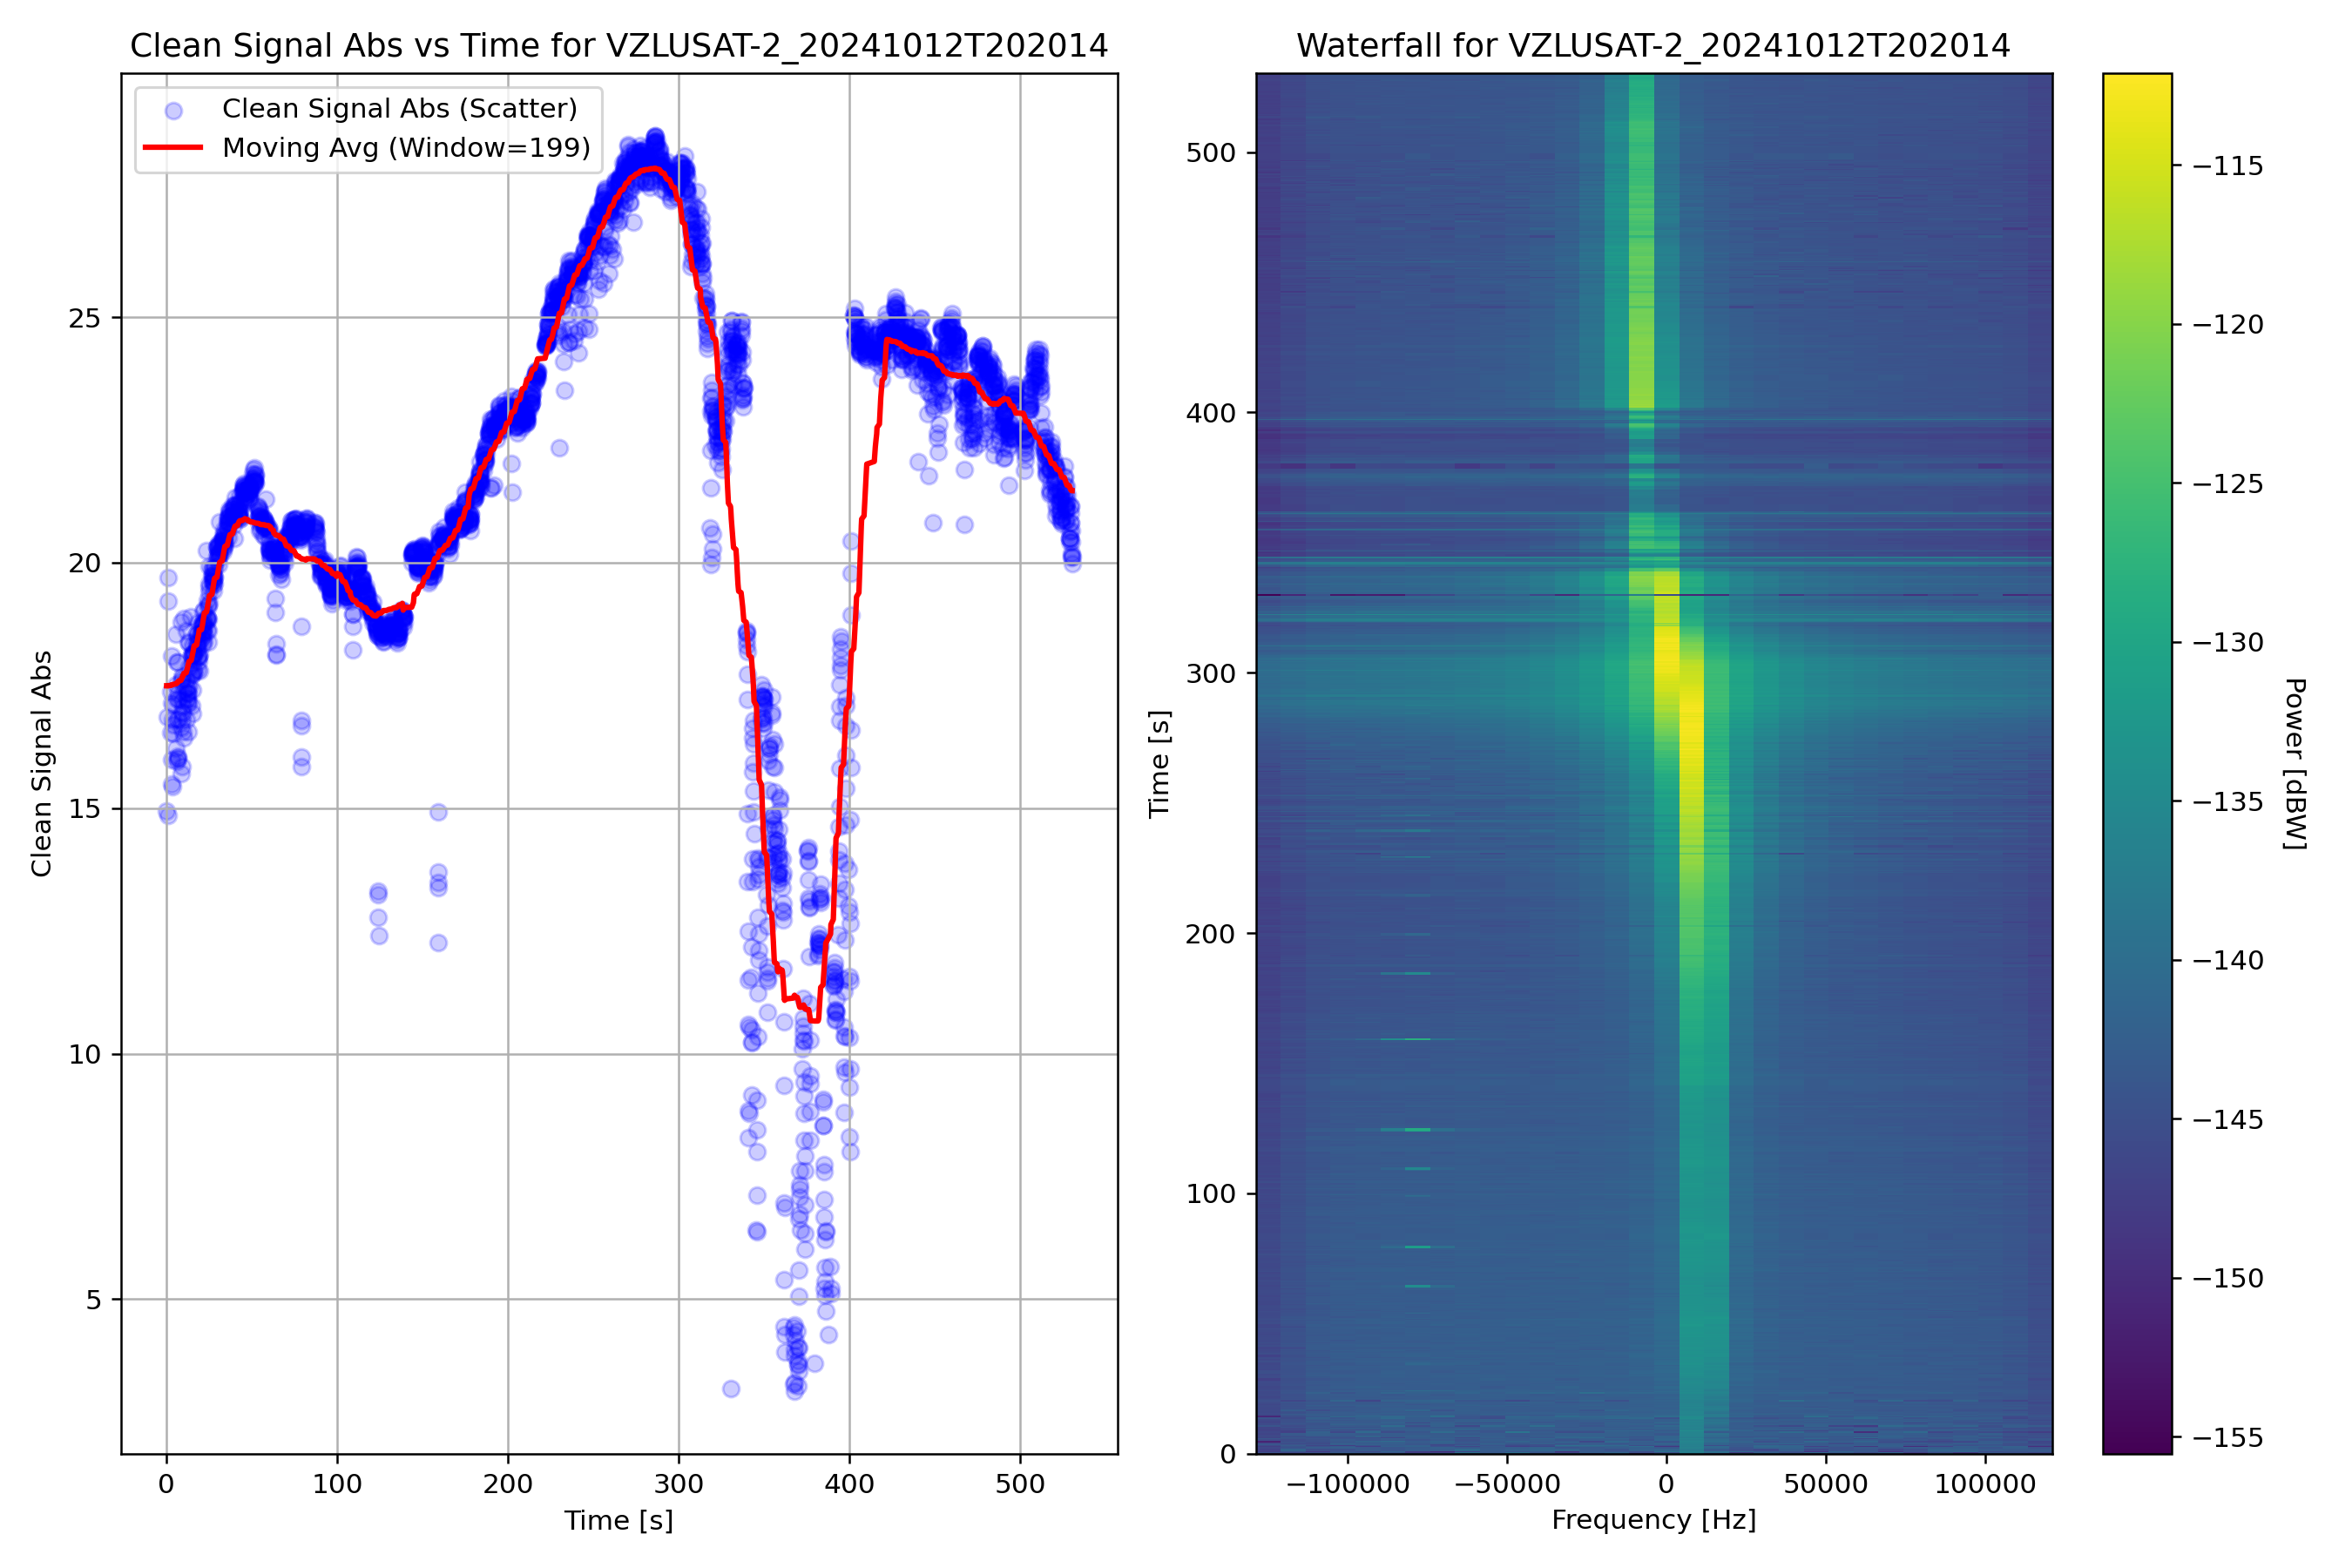 Clean Signal Abs vs Time for VZLUSAT-2_20241012T202014
Clean Signal Abs (Scatter)
Moving Avg (Window=199)
25
20
15
10
5
Clean Signal Abs
0 100 200 300 400 500
Time [s]
Waterfall for VZLUSAT-2_20241012T202014
500
400
300
200
100
0
Time [s]
−100000 −50000 0 50000 100000
Frequency [Hz]
−115
−120
−125
−130
−135
−140
−145
−150
−155
Power [dBW]